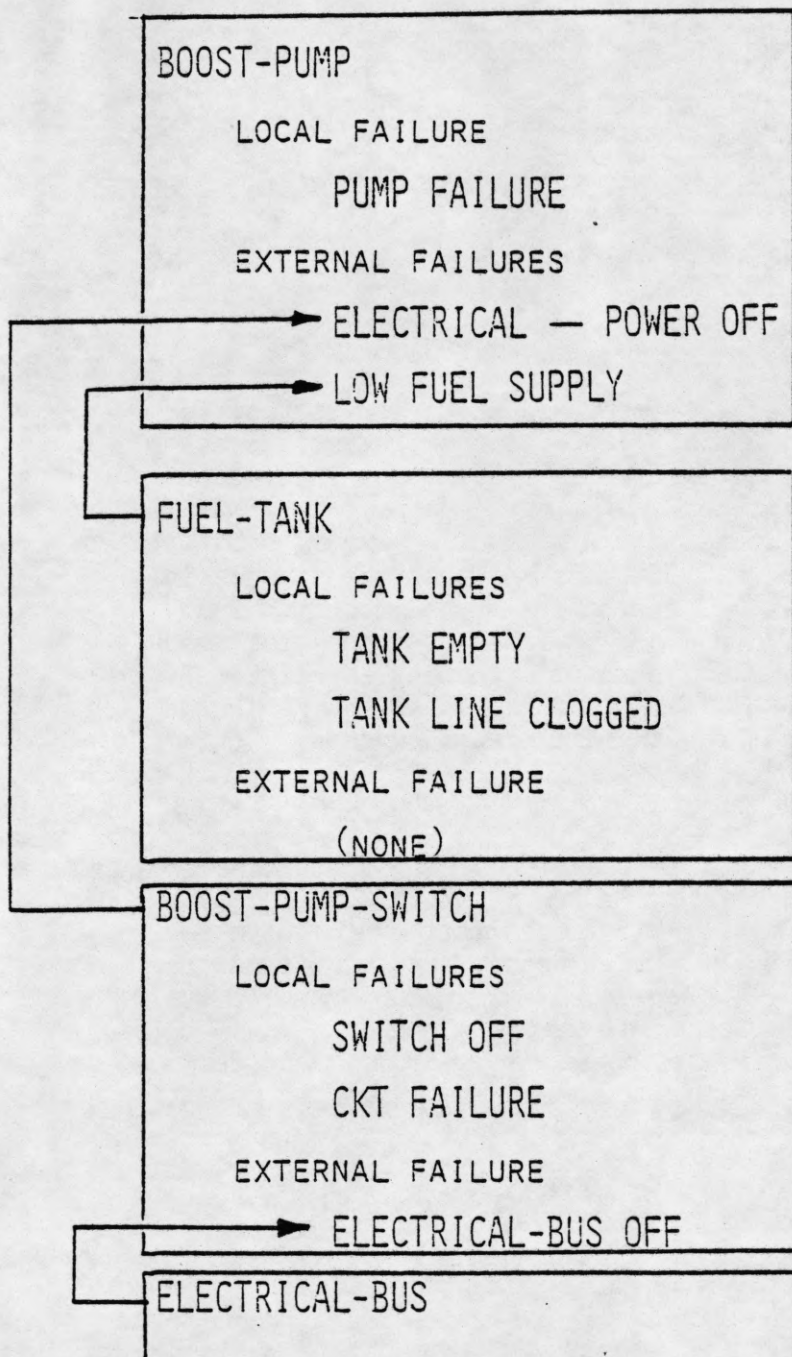 BOOST-PUMP
LOCAL FAILURE
PUMP FAILURE
EXTERNAL FAILURES
ELECTRICAL — POWER OFF
LOW FUEL SUPPLY
FUEL-TANK
LOCAL FAILURES
TANK EMPTY
TANK LINE CLOGGED
EXTERNAL FAILURE
(NONE)
BOOST-PUMP-SWITCH
LOCAL FAILURES
SWITCH OFF
CKT FAILURE
EXTERNAL FAILURE
ELECTRICAL-BUS OFF
ELECTRICAL-BUS